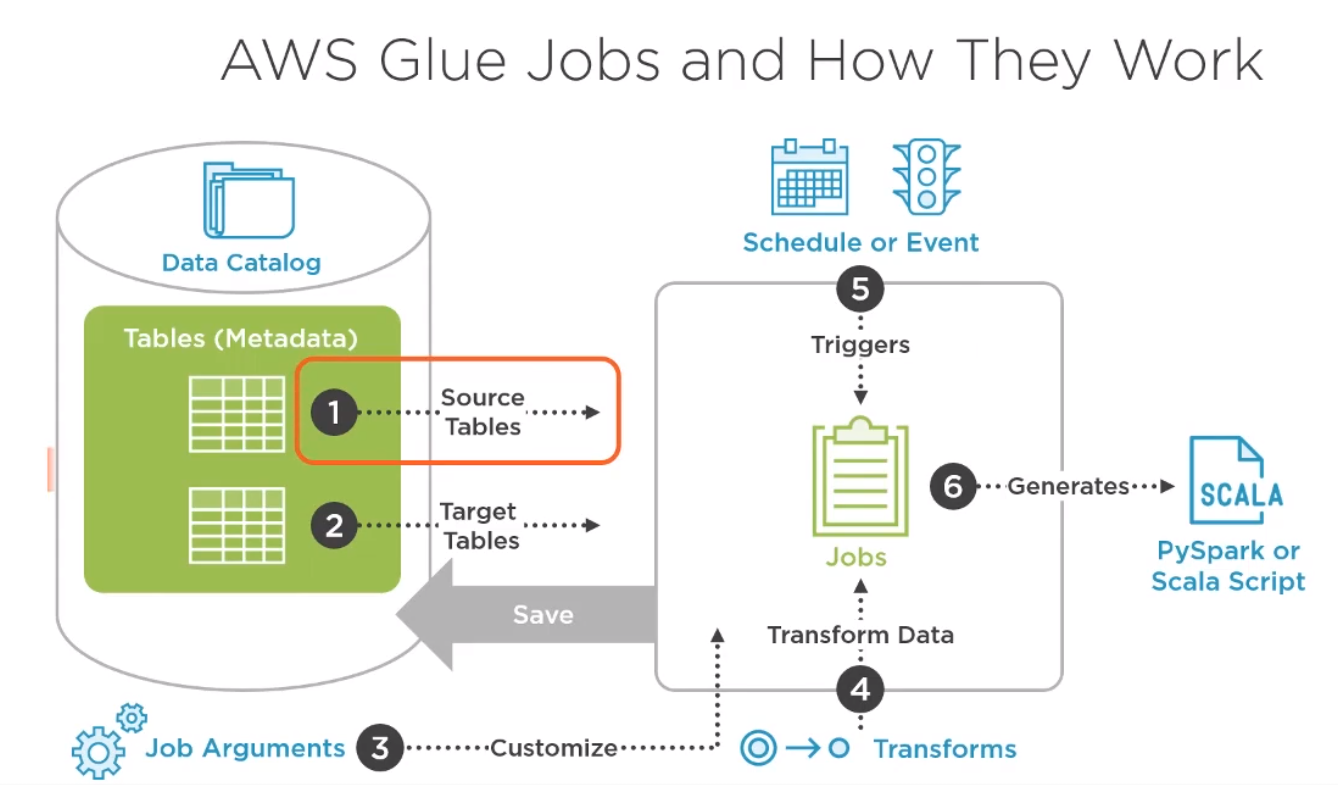 AWS Glue Jobs and How They Work
Data Catalog
Tables (Metadata)
1
Source
Tables
2
Target
Tables
Save
Job Arguments
3
Customize
Schedule or Event
5
Triggers
Jobs
Transform Data
4
Transforms
6
Generates
SCALA
PySpark or
Scala Script